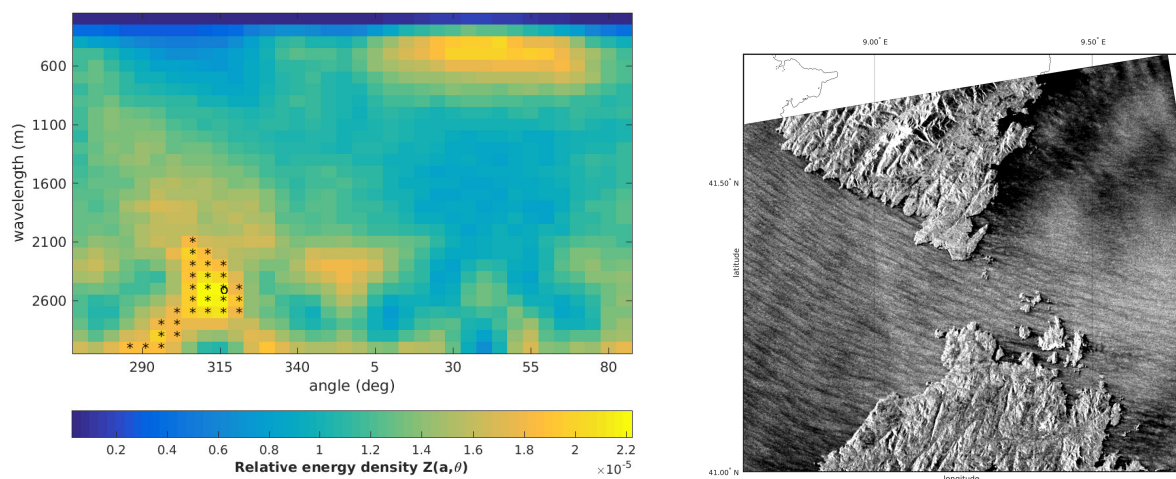 600
1100
1600
2100
2600
wavelength (m)
290 315 340 5 30 55 80
angle (deg)
0.2 0.4 0.6 0.8 1 1.2 1.4 1.6 1.8 2 2.2
Relative energy density Z(a,θ) ×10⁻⁵
9.00° E 9.50° E
41.50° N
latitude
41.00° N
longitude